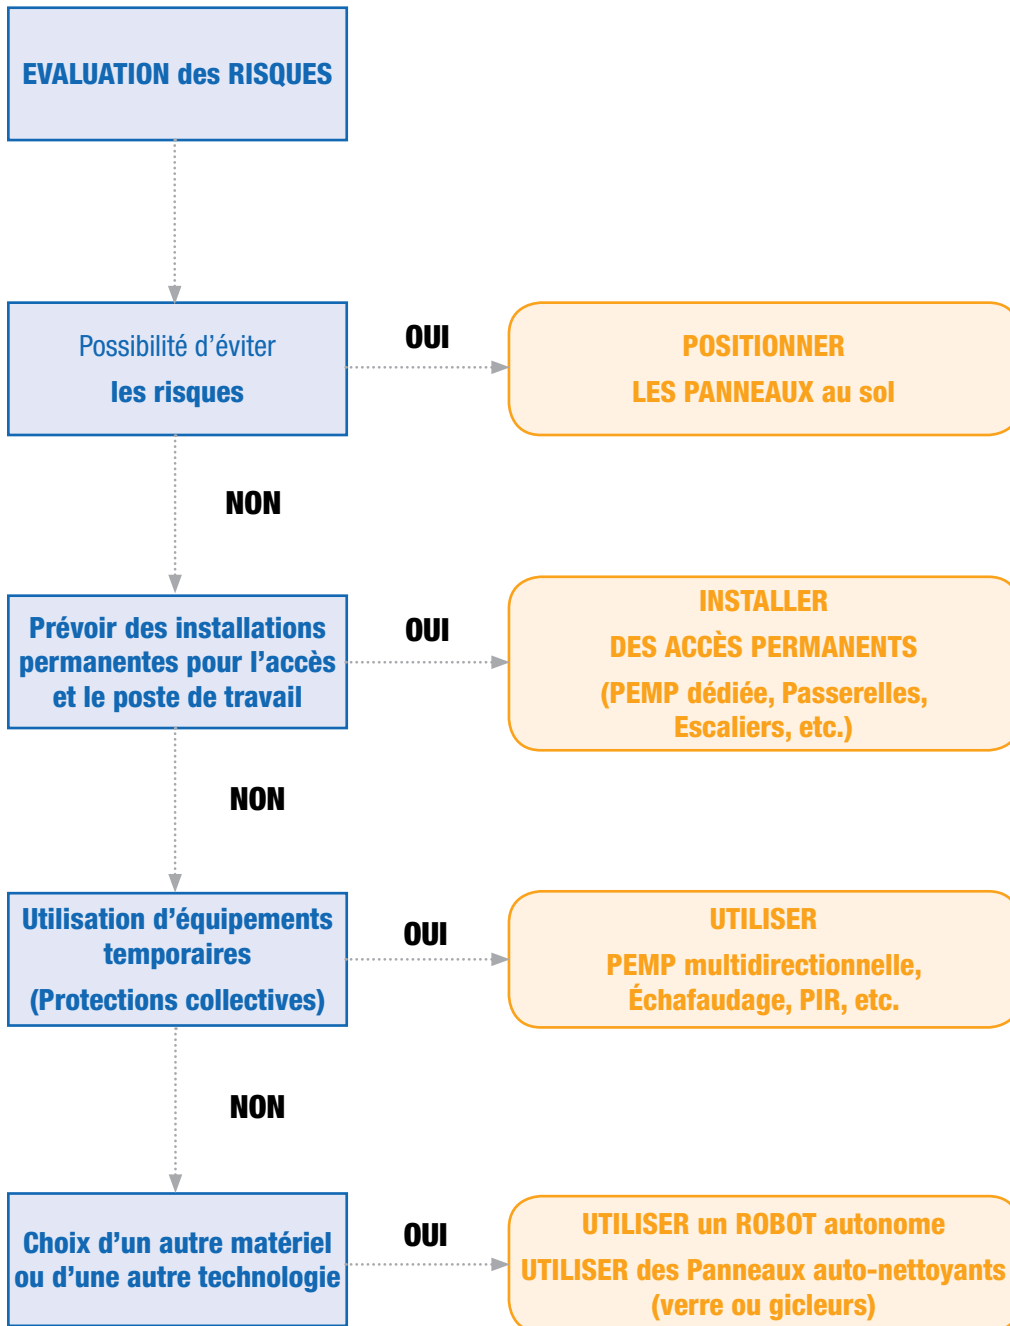 EVALUATION des RISQUES
Possibilité d'éviter
les risques
OUI
POSITIONNER
LES PANNEAUX au sol
NON
Prévoir des installations
permanentes pour l'accès
et le poste de travail
OUI
INSTALLER
DES ACCÈS PERMANENTS
(PEMP dédiée, Passerelles,
Escaliers, etc.)
NON
Utilisation d'équipements
temporaires
(Protections collectives)
OUI
UTILISER
PEMP multidirectionnelle,
Échafaudage, PIR, etc.
NON
Choix d'un autre matériel
ou d'une autre technologie
OUI
UTILISER un ROBOT autonome
UTILISER des Panneaux auto-nettoyants
(verre ou gicleurs)